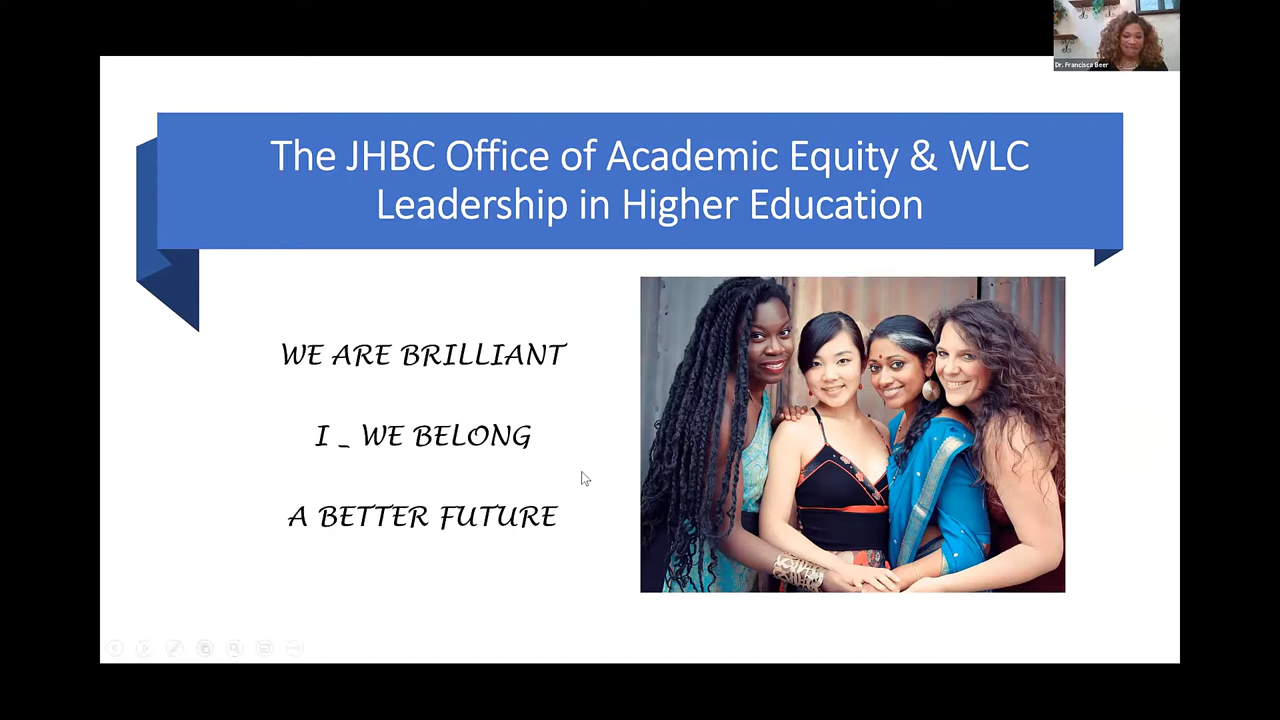 Dr. Francisca Beer
The JHBC Office of Academic Equity & WLC
Leadership in Higher Education
WE ARE BRILLIANT
I _ WE BELONG
A BETTER FUTURE